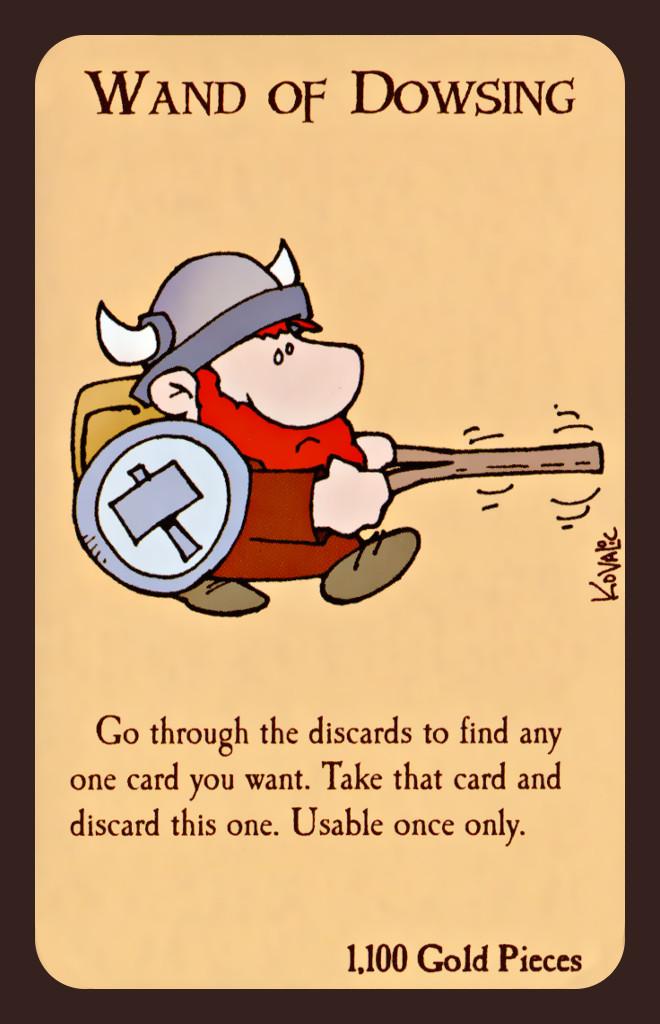 Wand of Dowsing
Kovalic
Go through the discards to find any
one card you want. Take that card and
discard this one. Usable once only.
1,100 Gold Pieces